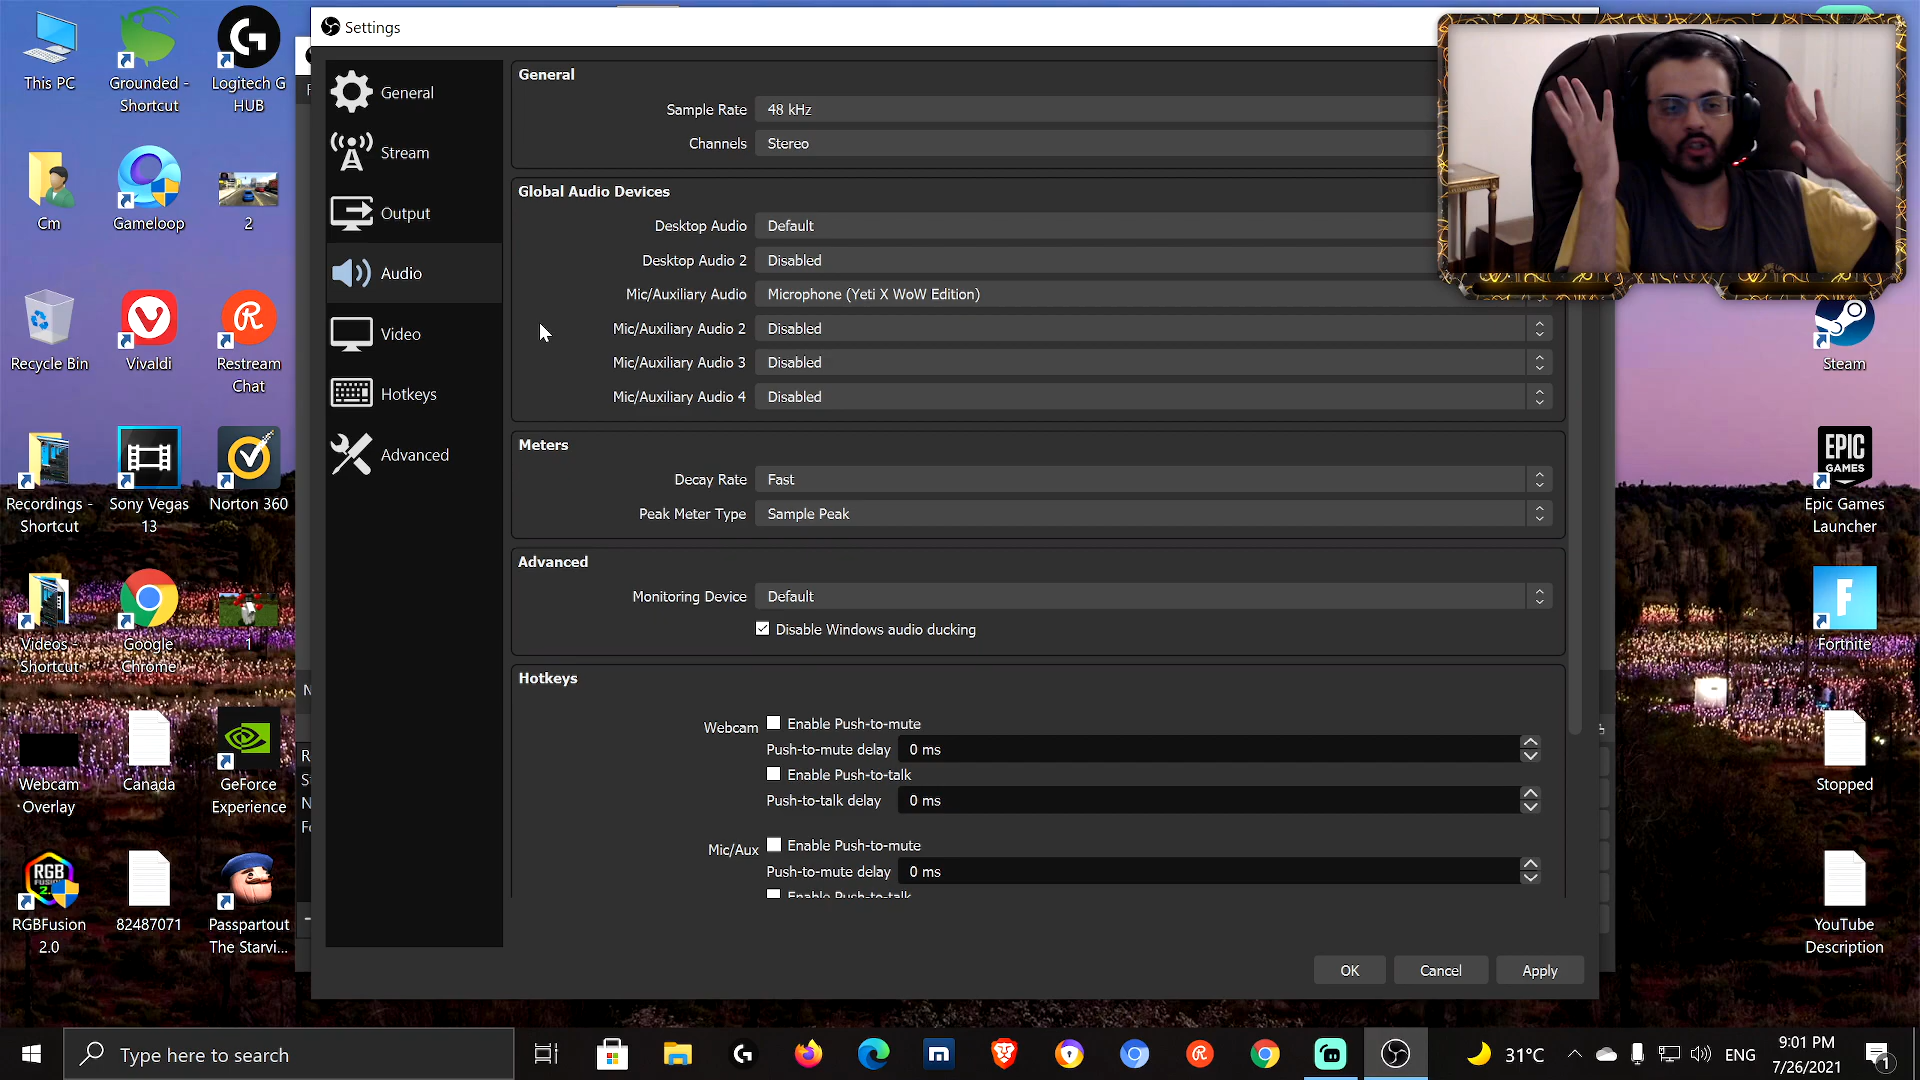 Settings
General
Stream
Output
Audio
Video
Hotkeys
Advanced
General
Sample Rate 48 kHz
Channels Stereo
Global Audio Devices
Desktop Audio Default
Desktop Audio 2 Disabled
Mic/Auxiliary Audio Microphone (Yeti X WoW Edition)
Mic/Auxiliary Audio 2 Disabled
Mic/Auxiliary Audio 3 Disabled
Mic/Auxiliary Audio 4 Disabled
Meters
Decay Rate Fast
Peak Meter Type Sample Peak
Advanced
Monitoring Device Default
Disable Windows audio ducking
Hotkeys
Webcam Enable Push-to-mute
Push-to-mute delay 0 ms
Enable Push-to-talk
Push-to-talk delay 0 ms
Mic/Aux Enable Push-to-mute
Push-to-mute delay 0 ms
Enable Push-to-talk
OK Cancel Apply
This PC
Grounded -
Shortcut
Logitech G
HUB
Cm
Gameloop
2
Recycle Bin
Vivaldi
Restream
Chat
Recordings -
Shortcut
Sony Vegas
13
Norton 360
Videos -
Shortcut
Google
Chrome
1
Webcam
Overlay
Canada
GeForce
Experience
RGB
RGBFusion
2.0
82487071
Passpartout
The Starvi...
Steam
EPIC
GAMES
Epic Games
Launcher
Fortnite
Stopped
YouTube
Description
Type here to search
31°C
ENG
9:01 PM
7/26/2021
1